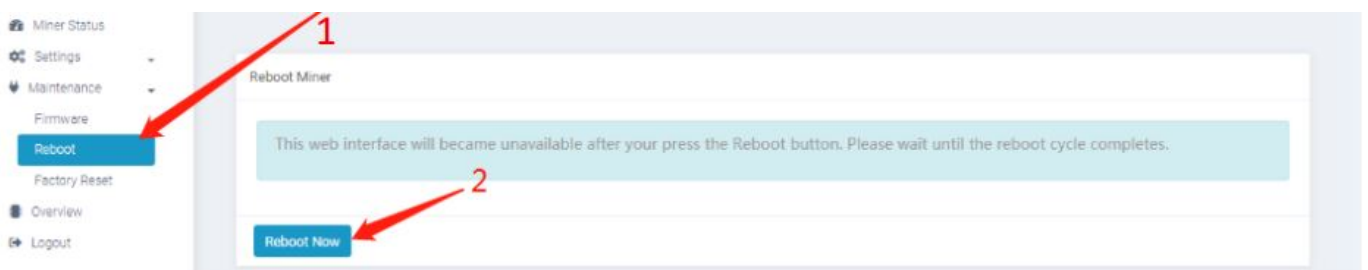 Miner Status
Settings
Maintenance
Firmware
Reboot
Factory Reset
Overview
Logout
1
Reboot Miner
This web interface will became unavailable after your press the Reboot button. Please wait until the reboot cycle completes.
2
Reboot Now